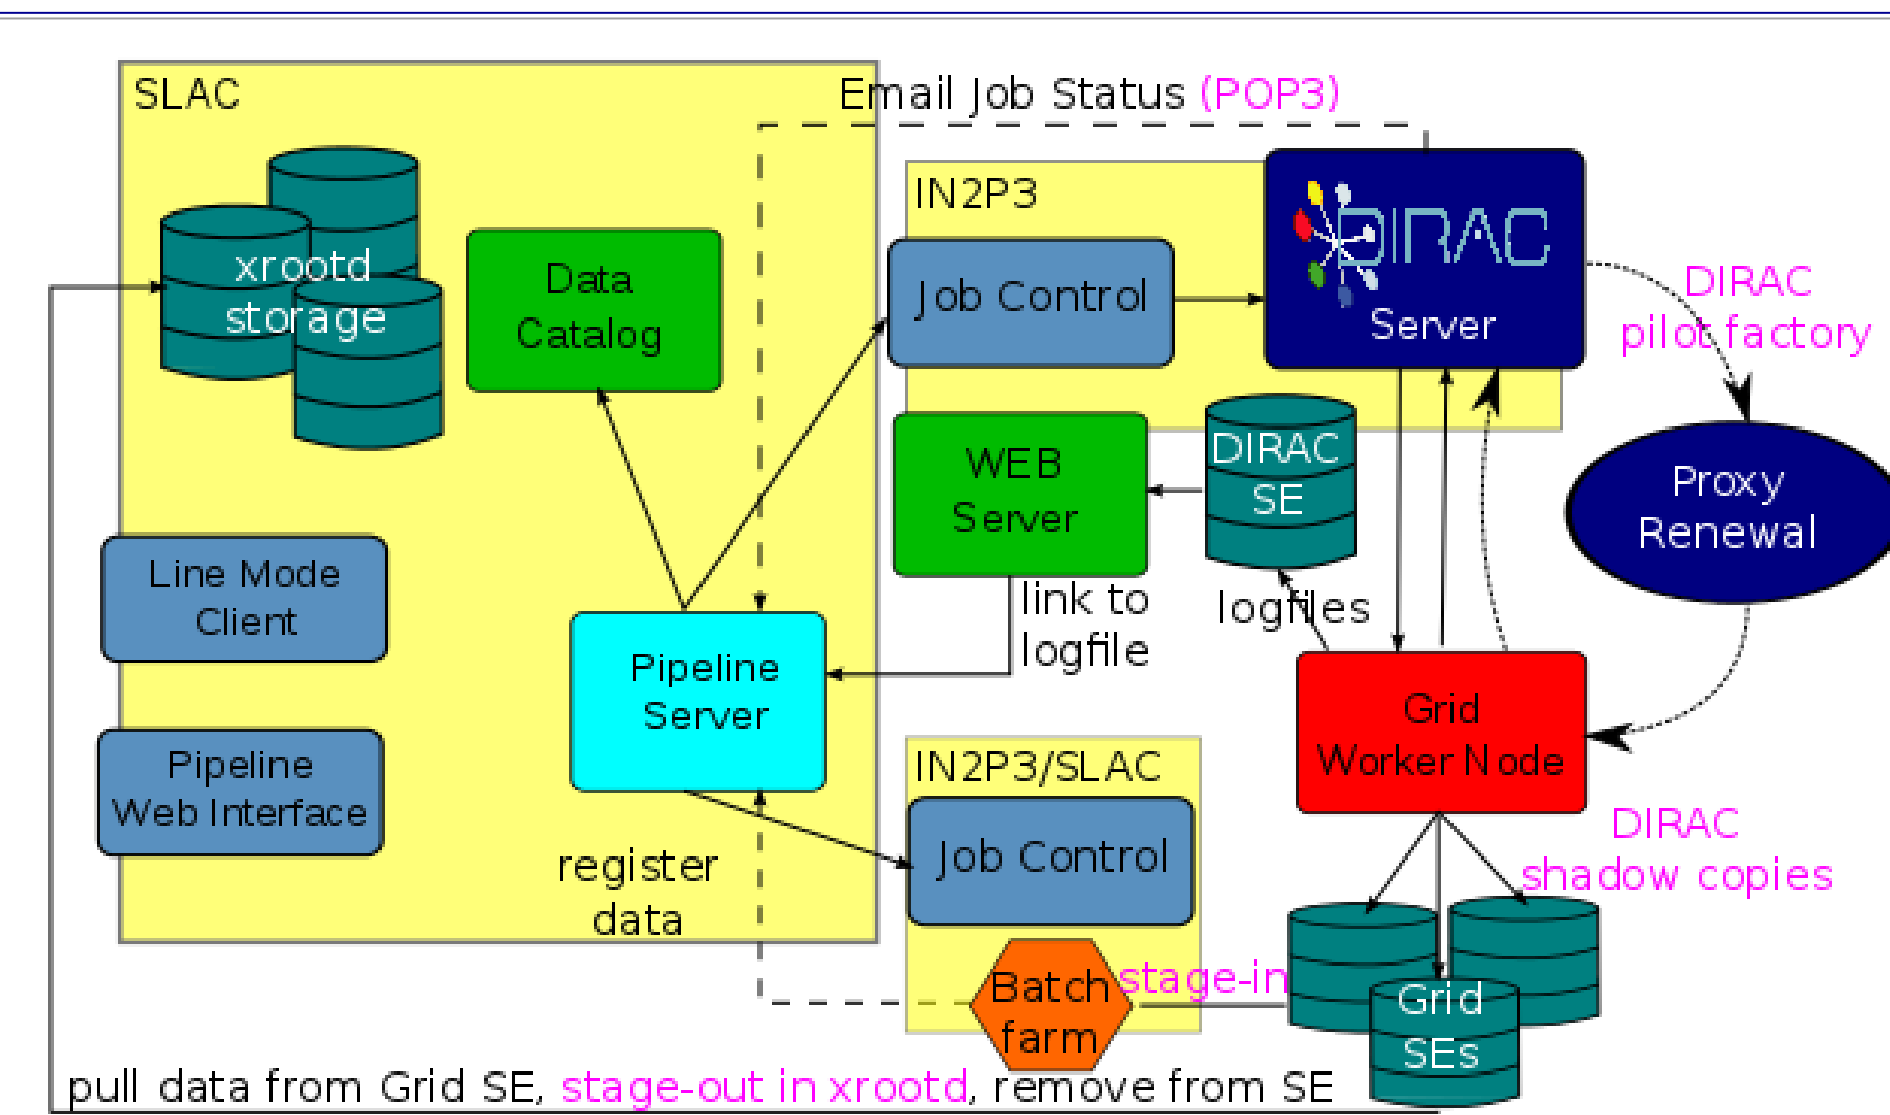 SLAC
Email Job Status (POP3)
IN2P3
xrootd
storage
Data
Catalog
Job Control
DIRAC
Server
DIRAC
pilot factory
WEB
Server
DIRAC
SE
Proxy
Renewal
Line Mode
Client
link to
logfile
logfiles
Pipeline
Server
Grid
Worker Node
Pipeline
Web Interface
IN2P3/SLAC
Job Control
register
data
DIRAC
shadow copies
Batch
farm
stage-in
Grid
SEs
pull data from Grid SE, stage-out in xrootd, remove from SE